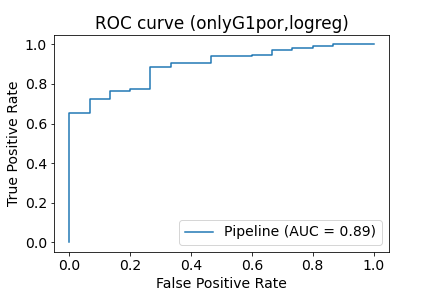 ROC curve (onlyG1por,logreg)
True Positive Rate
1.0
0.8
0.6
0.4
0.2
0.0
Pipeline (AUC = 0.89)
0.0 0.2 0.4 0.6 0.8 1.0
False Positive Rate